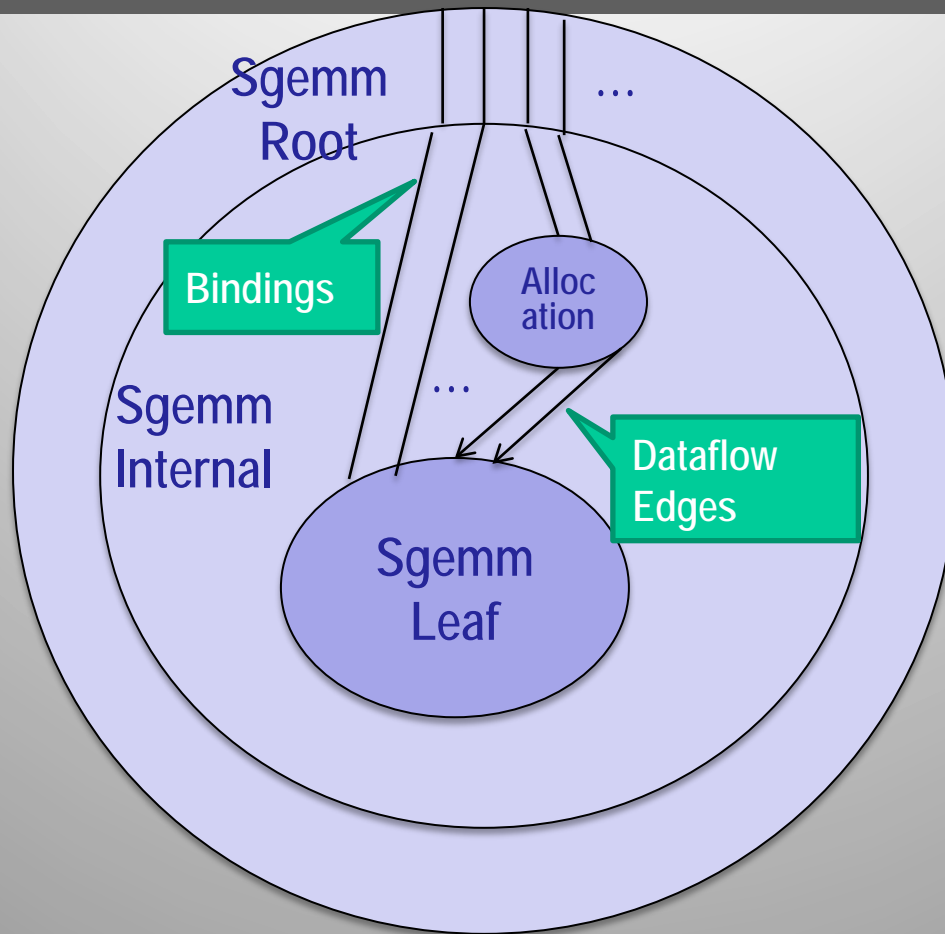 Sgemm
Root
…
Bindings
Alloc
ation
…
Sgemm
Internal
Dataflow
Edges
Sgemm
Leaf